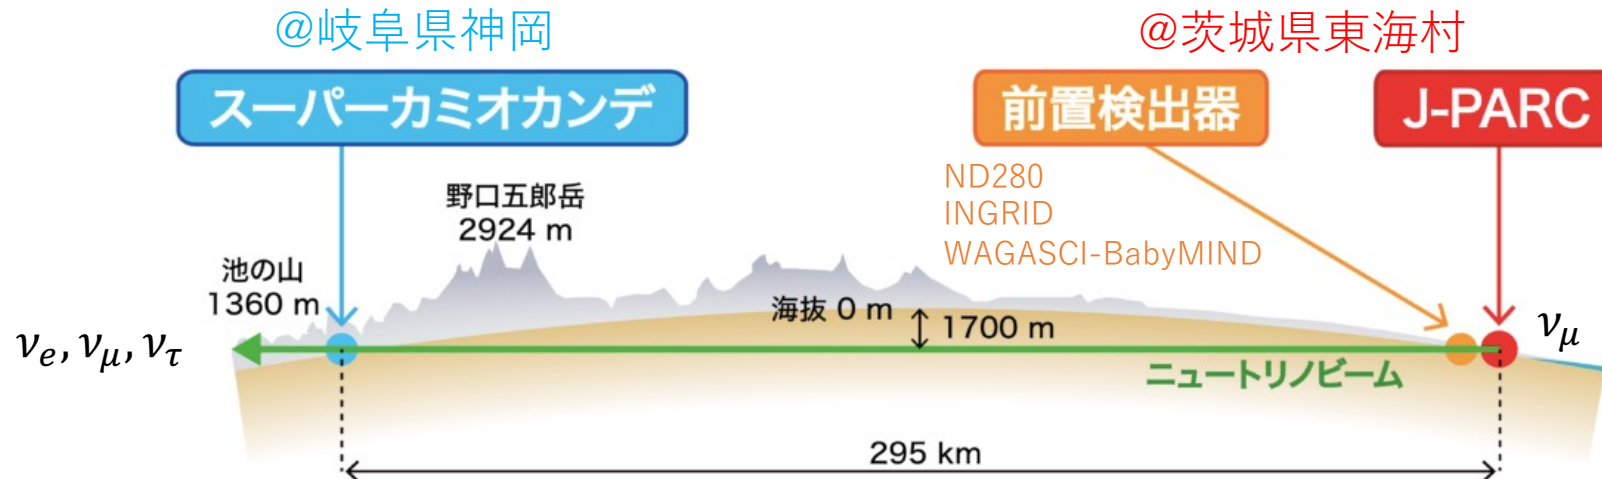 @岐阜県神岡
@茨城県東海村
スーパーカミオカンデ
前置検出器
J-PARC
ND280
INGRID
WAGASCI-BabyMIND
野口五郎岳
2924 m
池の山
1360 m
海抜 0 m
1700 m
νe, νμ, ντ
νμ
ニュートリノビーム
295 km